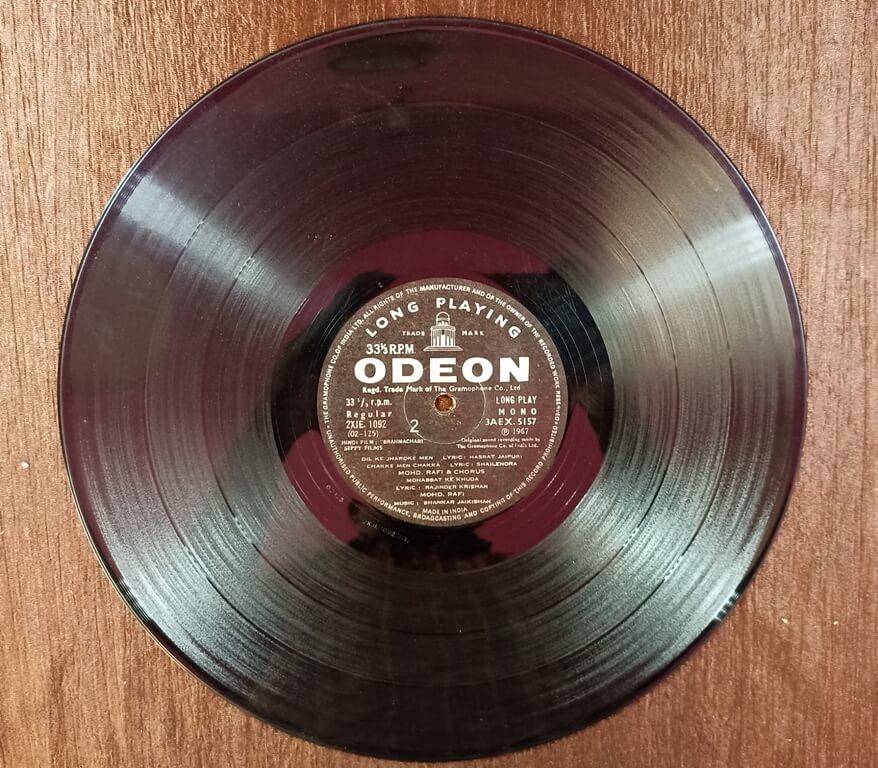 THE GRAMOPHONE CO. OF INDIA LTD. ALL RIGHTS OF THE MANUFACTURER AND OF THE OWNER OF THE RECORDED WORK RESERVED
LONG PLAYING
TRADE MARK
33⅓ R.P.M.
ODEON
Regd. Trade Mark of The Gramophone Co., Ltd
33 1/3 r.p.m.
LONG PLAY
Regular
MONO
2XJE. 1092
3AEX. 5157
(02-125)
2
℗ 1967
HINDI FILM: "BRAHMACHARI"
SIPPY FILMS
Original sound recording made by
The Gramophone Co. of India Ltd.
DIL KE JHAROKE MEN LYRIC: HASRAT JAIPURI
CHAKKE MEN CHAKKA LYRIC: SHAILENDRA
MOHD. RAFI & CHORUS
MOHABBAT KE KHUDA
LYRIC: RAJINDER KRISHAN
MOHD. RAFI
MUSIC: SHANKAR JAIKISHAN
MADE IN INDIA
UNAUTHORISED PUBLIC PERFORMANCE, BROADCASTING AND COPYING OF THIS RECORD PROHIBITED